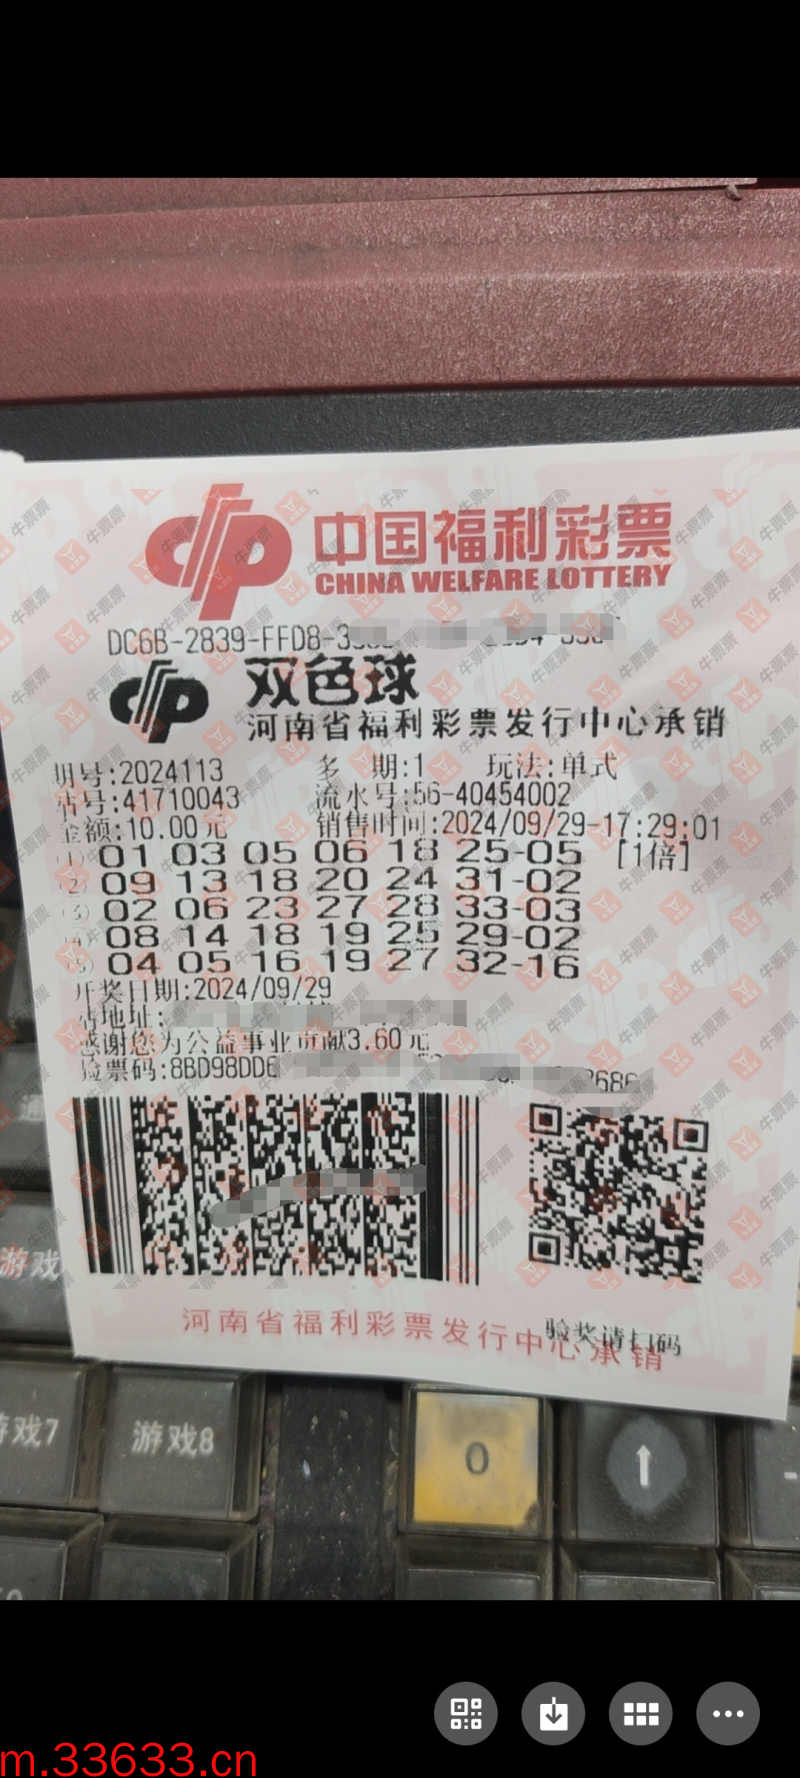 中国福利彩票
CHINA WELFARE LOTTERY
DC6B-2839-FFD8-3
双色球
河南省福利彩票发行中心承销
期号:2024113 多 期:1 玩法:单式
站号:41710043 流水号:56-40454002
金额:10.00元 销售时间:2024/09/29-17:29:01
(1) 01 03 05 06 18 25-05 [1倍]
(2) 09 13 18 20 24 31-02
(3) 02 06 23 27 28 33-03
(4) 08 14 18 19 25 29-02
(5) 04 05 16 19 27 32-16
开奖日期:2024/09/29
站地址:
感谢您为公益事业贡献3.60元
验票码:8BD98DD
验奖请扫码
河南省福利彩票发行中心承销
牛票票
游戏
游戏7 游戏8 0 ↑
m.33633.cn